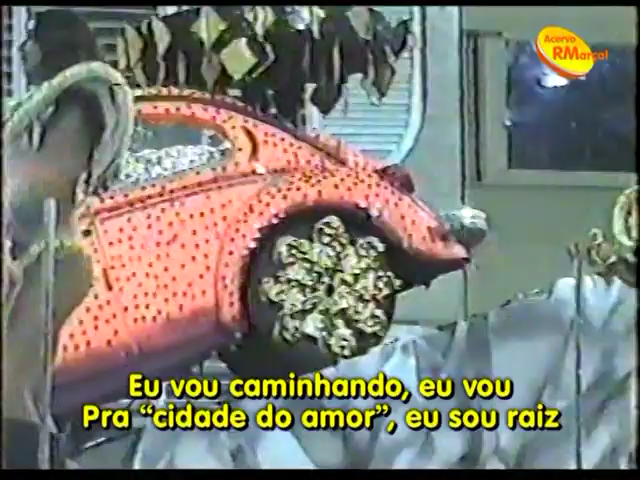 Acervo
RMarçal
Eu vou caminhando, eu vou
Pra “cidade do amor”, eu sou raiz